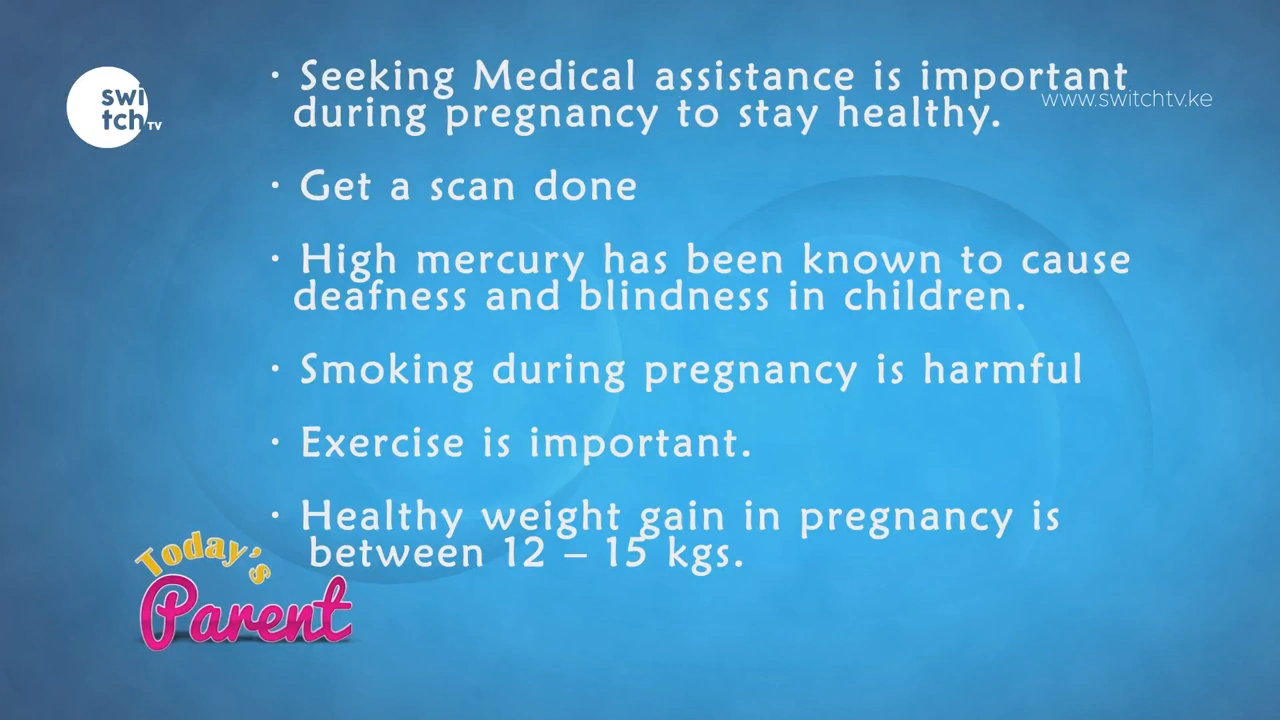 swi
tch TV
www.switchtv.ke
• Seeking Medical assistance is important
during pregnancy to stay healthy.
• Get a scan done
• High mercury has been known to cause
deafness and blindness in children.
• Smoking during pregnancy is harmful
• Exercise is important.
• Healthy weight gain in pregnancy is
between 12 – 15 kgs.
Today's
Parent